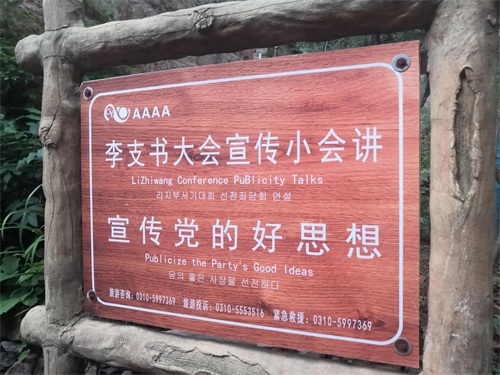 AAAA
李支书大会宣传小会讲
LiZhiwang Conference PuBlicity Talks
리지부서기대회 선전좌담회 연설
宣传党的好思想
Publicize the Party's Good Ideas
당의 좋은 사상을 선전하다
旅游咨询:0310-5997369 旅游投诉:0310-5553516 紧急救援:0310-5997369